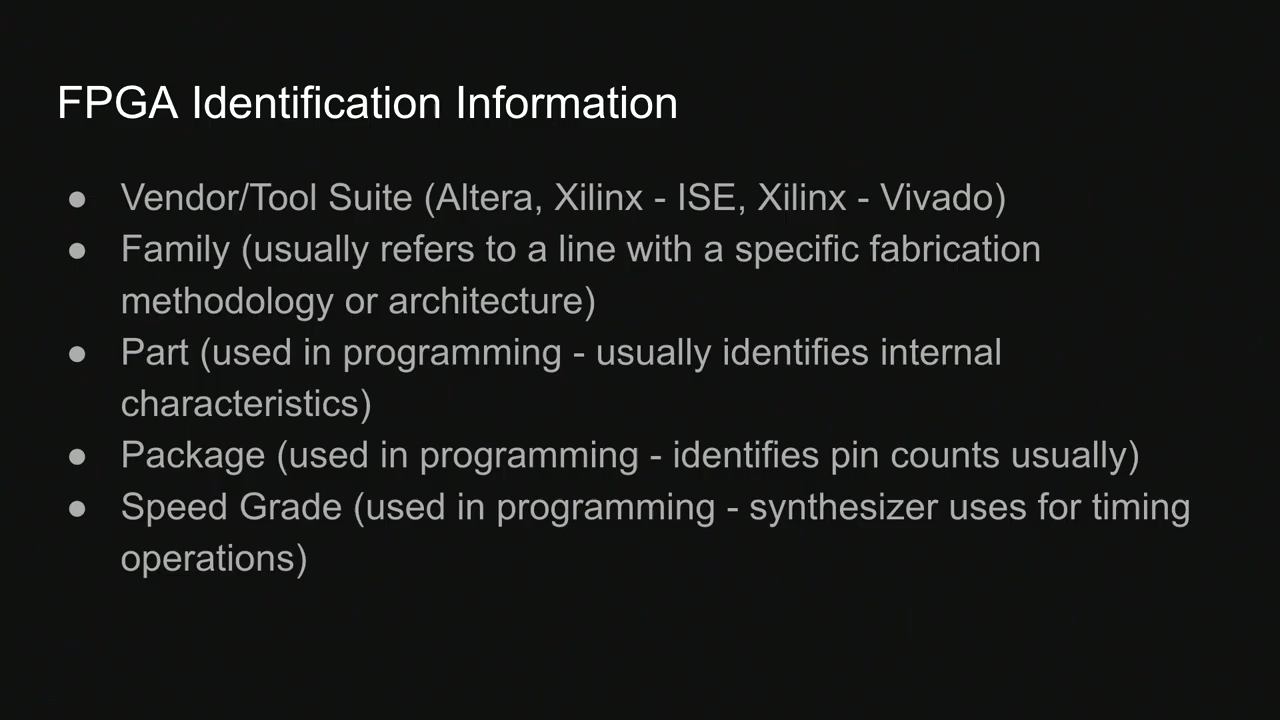 FPGA Identification Information
● Vendor/Tool Suite (Altera, Xilinx - ISE, Xilinx - Vivado)
● Family (usually refers to a line with a specific fabrication
methodology or architecture)
● Part (used in programming - usually identifies internal
characteristics)
● Package (used in programming - identifies pin counts usually)
● Speed Grade (used in programming - synthesizer uses for timing
operations)